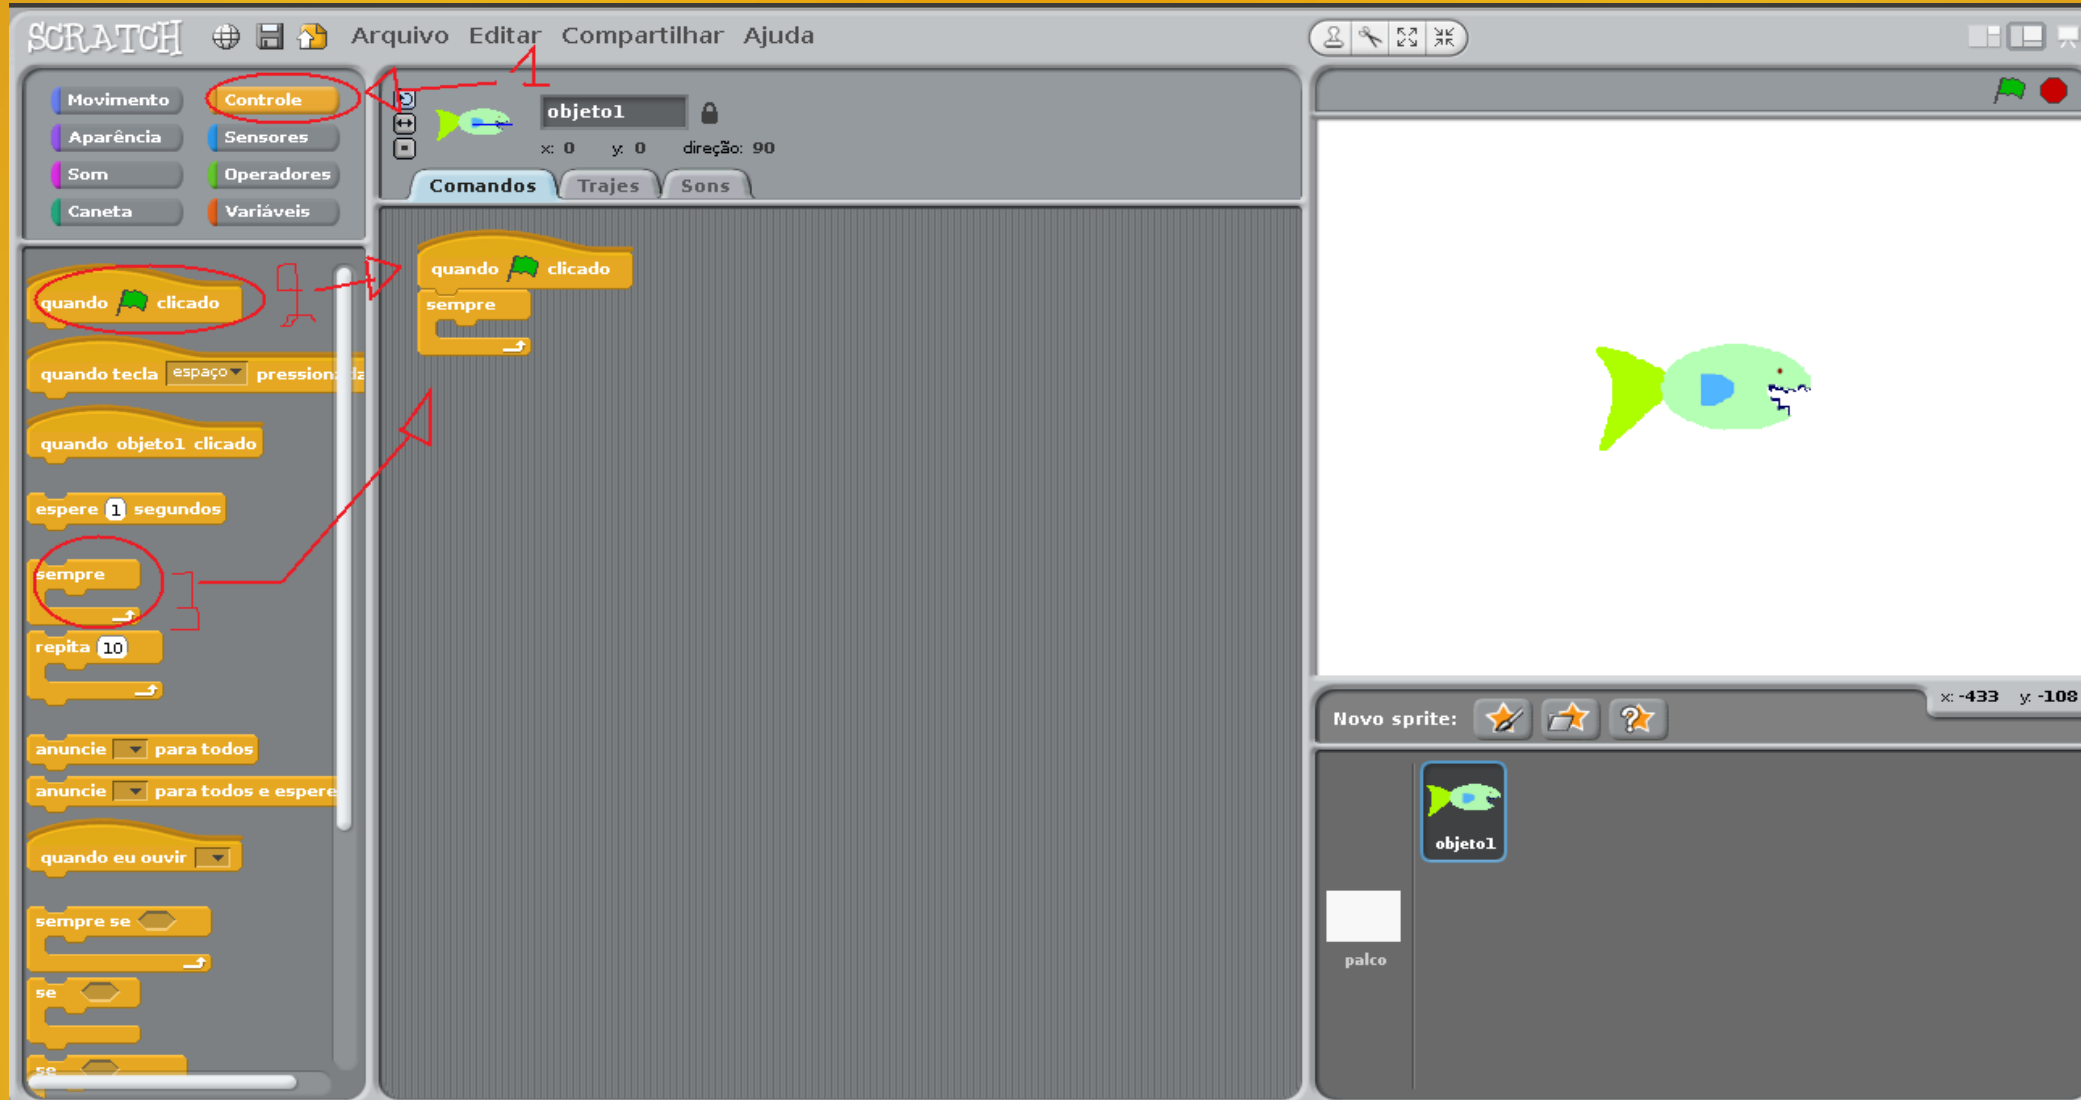 SCRATCH Arquivo Editar Compartilhar Ajuda
1
Movimento Controle
Aparência Sensores
Som Operadores
Caneta Variáveis
objeto1
x: 0 y: 0 direção: 90
Comandos Trajes Sons
quando clicado
quando tecla espaço pressionada
quando objeto1 clicado
espere 1 segundos
sempre
repita 10
anuncie para todos
anuncie para todos e espere
quando eu ouvir
sempre se
se
se
quando clicado
sempre
x: -433 y: -108
Novo sprite:
objeto1
palco